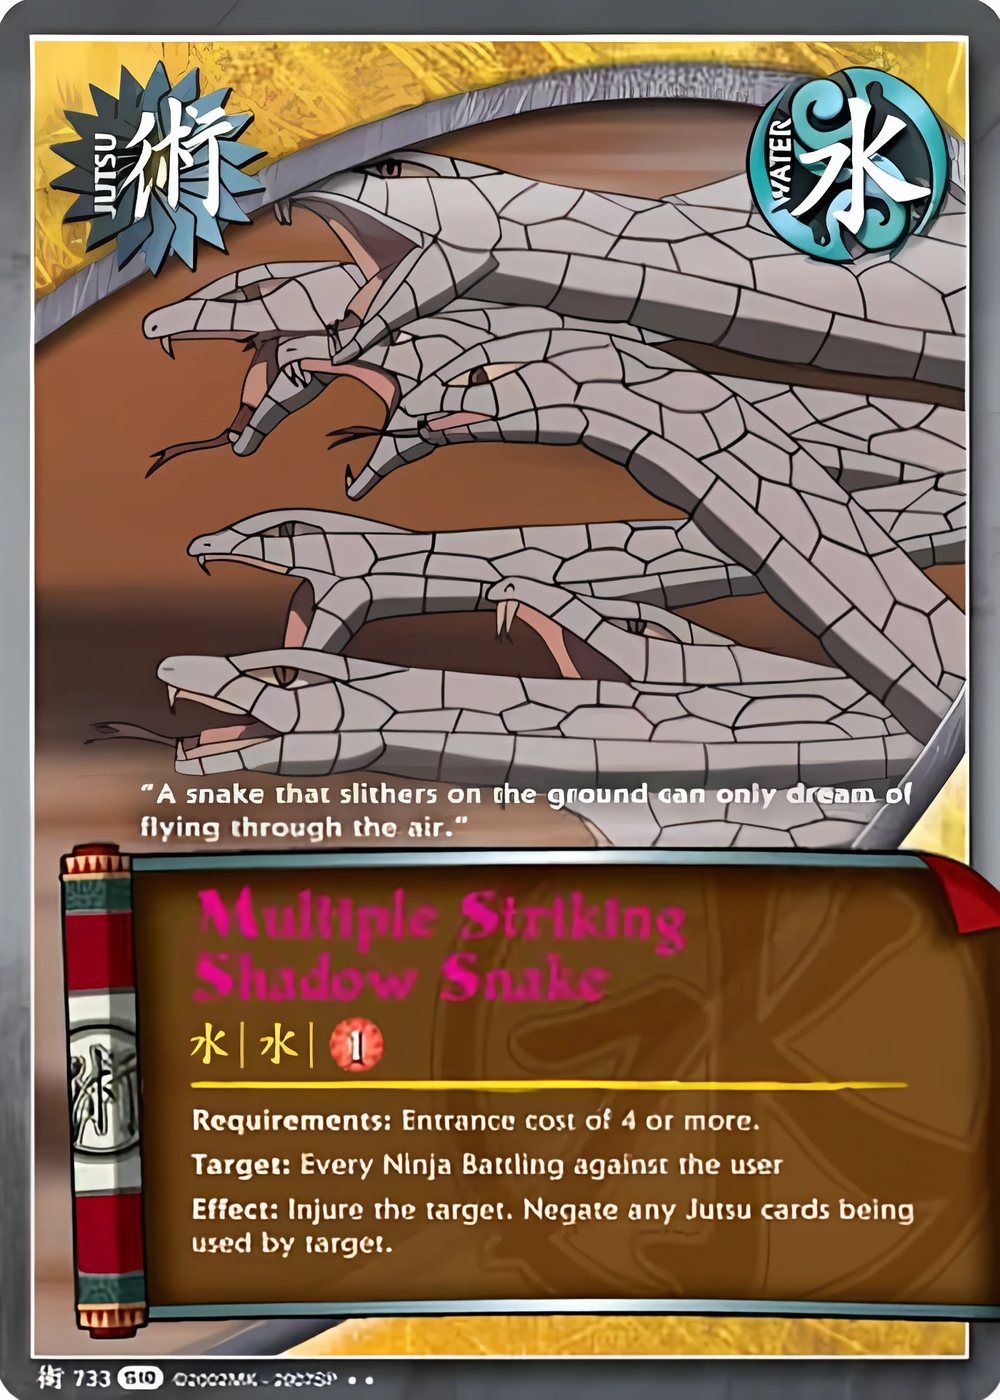 JUTSU
術
WATER
水
"A snake that slithers on the ground can only dream of
flying through the air."
Multiple Striking
Shadow Snake
水 | 水 | 1
術
Requirements: Entrance cost of 4 or more.
Target: Every Ninja Battling against the user
Effect: Injure the target. Negate any Jutsu cards being
used by target.
術 733